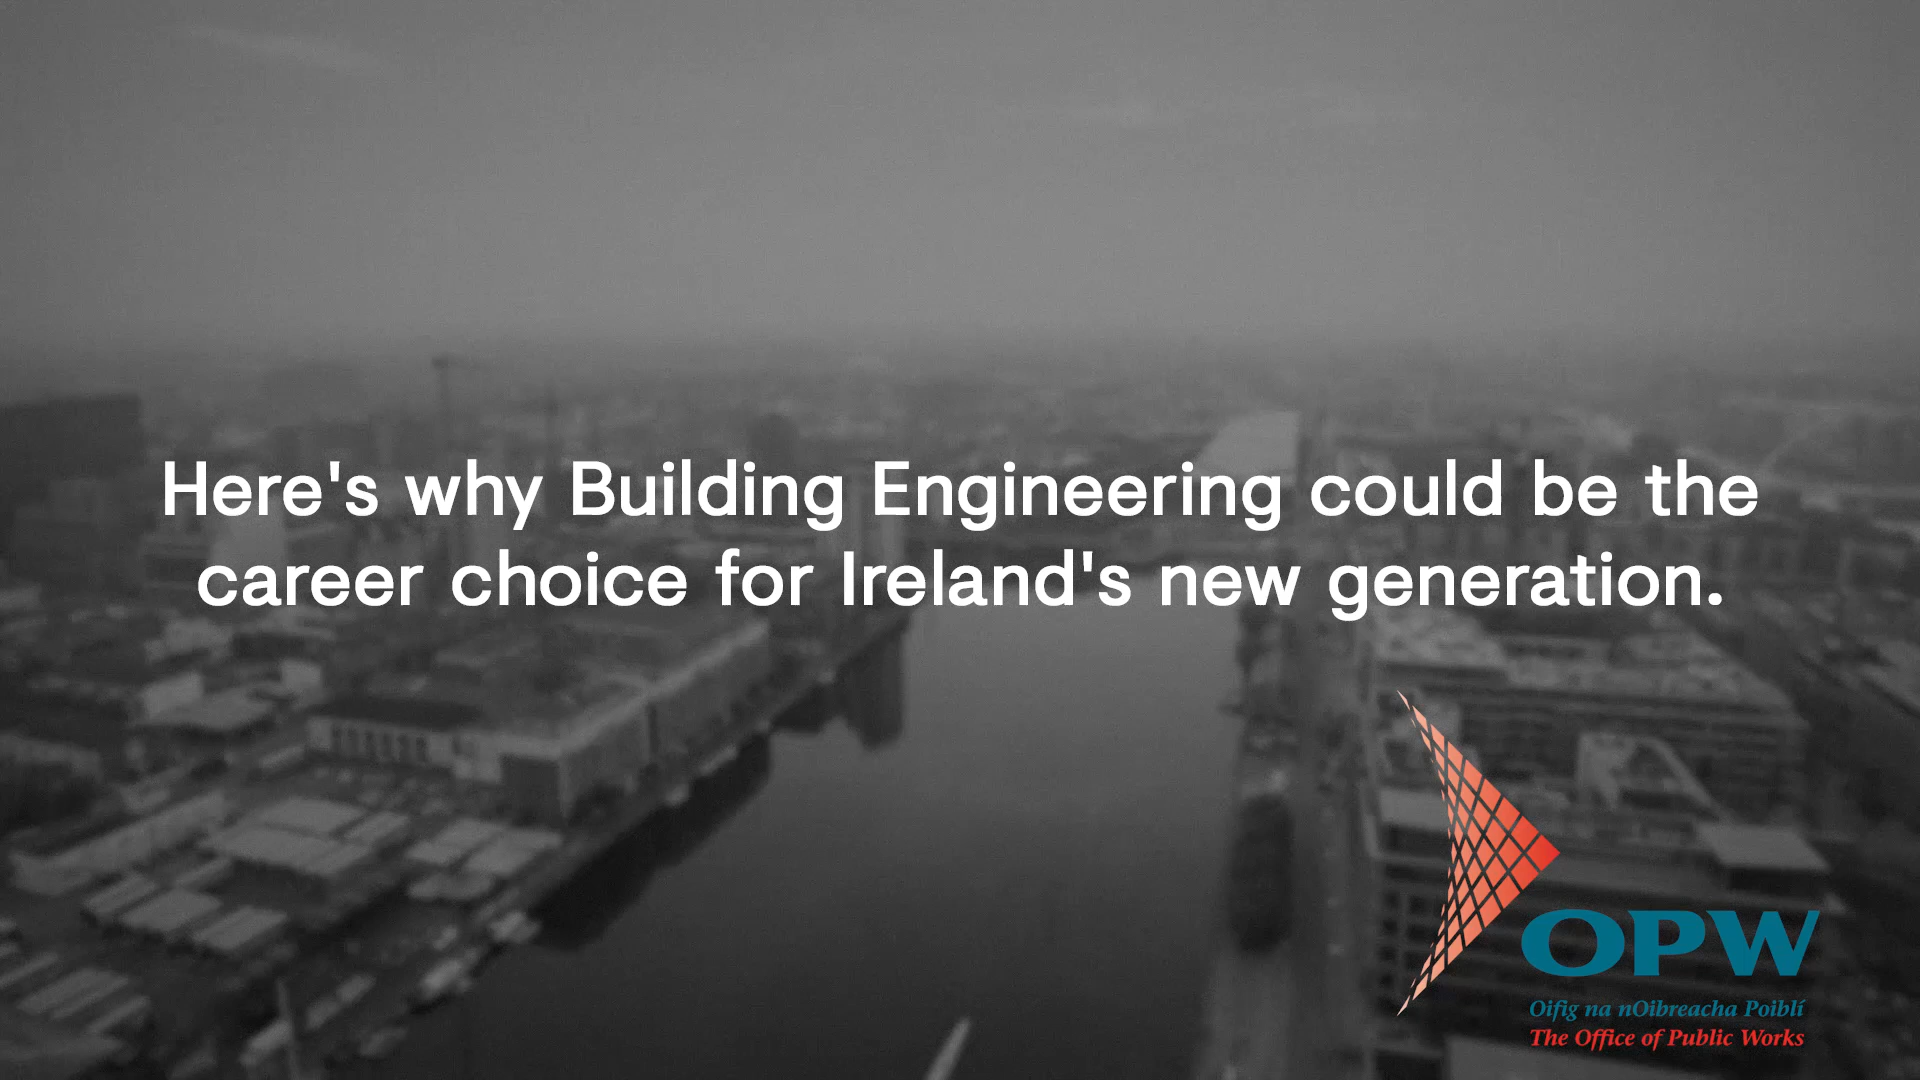 Here's why Building Engineering could be the
career choice for Ireland's new generation.
OPW
Oifig na nOibreacha Poiblí
The Office of Public Works